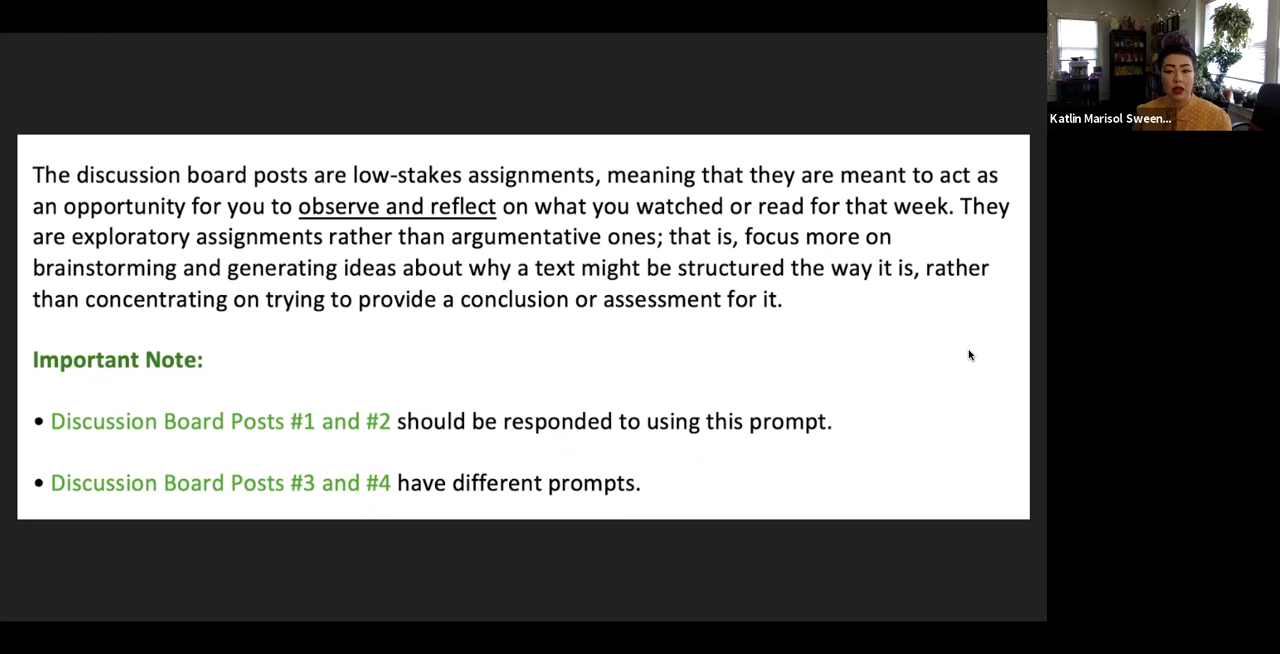 The discussion board posts are low-stakes assignments, meaning that they are meant to act as
an opportunity for you to observe and reflect on what you watched or read for that week. They
are exploratory assignments rather than argumentative ones; that is, focus more on
brainstorming and generating ideas about why a text might be structured the way it is, rather
than concentrating on trying to provide a conclusion or assessment for it.
Important Note:
• Discussion Board Posts #1 and #2 should be responded to using this prompt.
• Discussion Board Posts #3 and #4 have different prompts.
Katlin Marisol Sween...